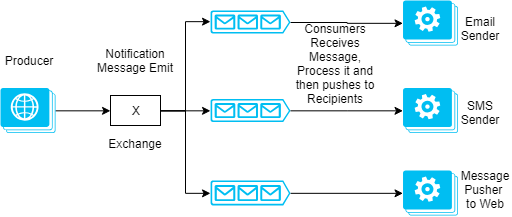 Producer
Notification
Message Emit
X
Exchange
Consumers
Receives
Message,
Process it and
then pushes to
Recipients
Email
Sender
SMS
Sender
Message
Pusher
to Web